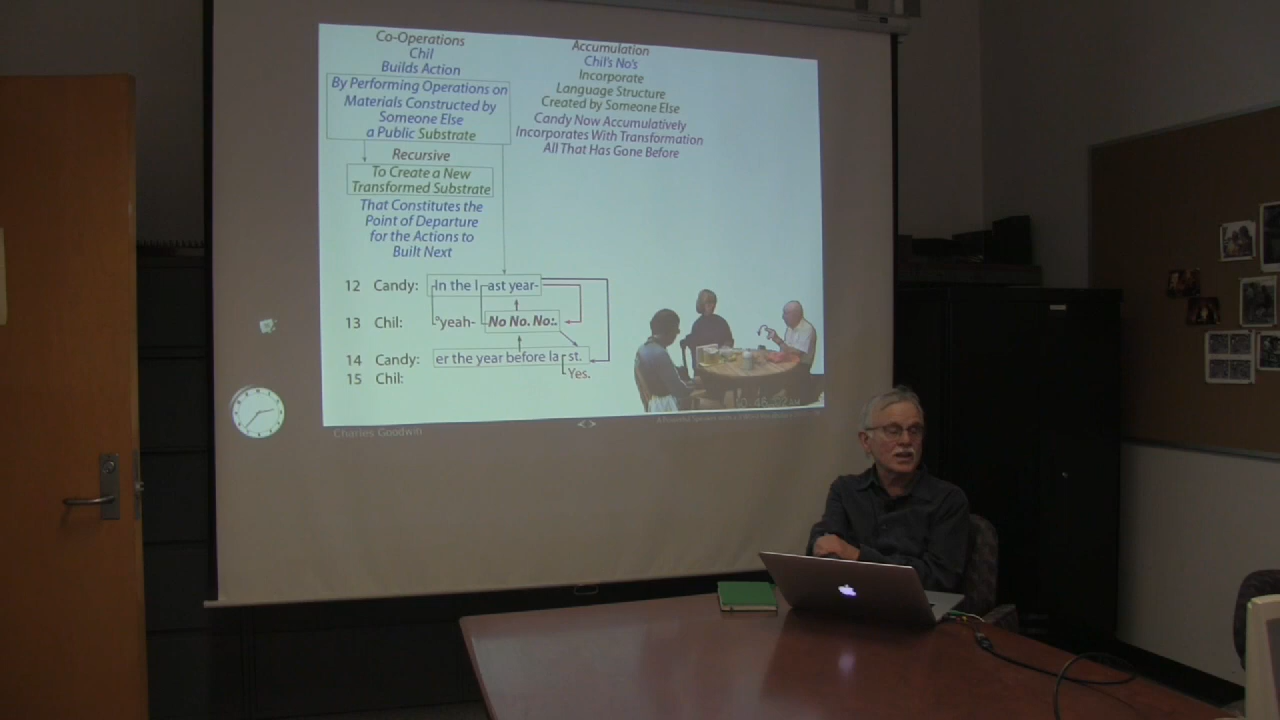 Co-Operations
Chil
Builds Action
By Performing Operations on
Materials Constructed by
Someone Else
a Public Substrate
Recursive
To Create a New
Transformed Substrate
That Constitutes the
Point of Departure
for the Actions to
Built Next
Accumulation
Chil's No's
Incorporate
Language Structure
Created by Someone Else
Candy Now Accumulatively
Incorporates With Transformation
All That Has Gone Before
12 Candy: In the last year-
13 Chil: °yeah- No No. No:.
14 Candy: er the year before last.
15 Chil: Yes.
Charles Goodwin